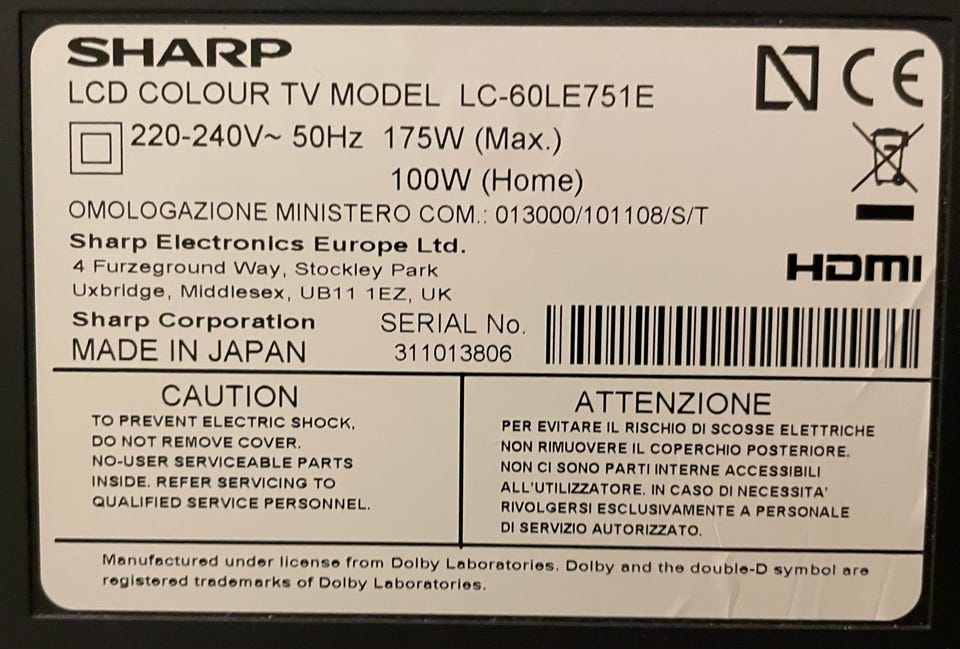 SHARP
LCD COLOUR TV MODEL LC-60LE751E
220-240V~ 50Hz 175W (Max.)
100W (Home)
OMOLOGAZIONE MINISTERO COM.: 013000/101108/S/T
Sharp Electronics Europe Ltd.
4 Furzeground Way, Stockley Park
Uxbridge, Middlesex, UB11 1EZ, UK
HDMI
Sharp Corporation
MADE IN JAPAN
SERIAL No.
311013806
CE
CAUTION
TO PREVENT ELECTRIC SHOCK,
DO NOT REMOVE COVER.
NO-USER SERVICEABLE PARTS
INSIDE. REFER SERVICING TO
QUALIFIED SERVICE PERSONNEL.
ATTENZIONE
PER EVITARE IL RISCHIO DI SCOSSE ELETTRICHE
NON RIMUOVERE IL COPERCHIO POSTERIORE.
NON CI SONO PARTI INTERNE ACCESSIBILI
ALL'UTILIZZATORE. IN CASO DI NECESSITA'
RIVOLGERSI ESCLUSIVAMENTE A PERSONALE
DI SERVIZIO AUTORIZZATO.
Manufactured under license from Dolby Laboratories. Dolby and the double-D symbol are
registered trademarks of Dolby Laboratories.